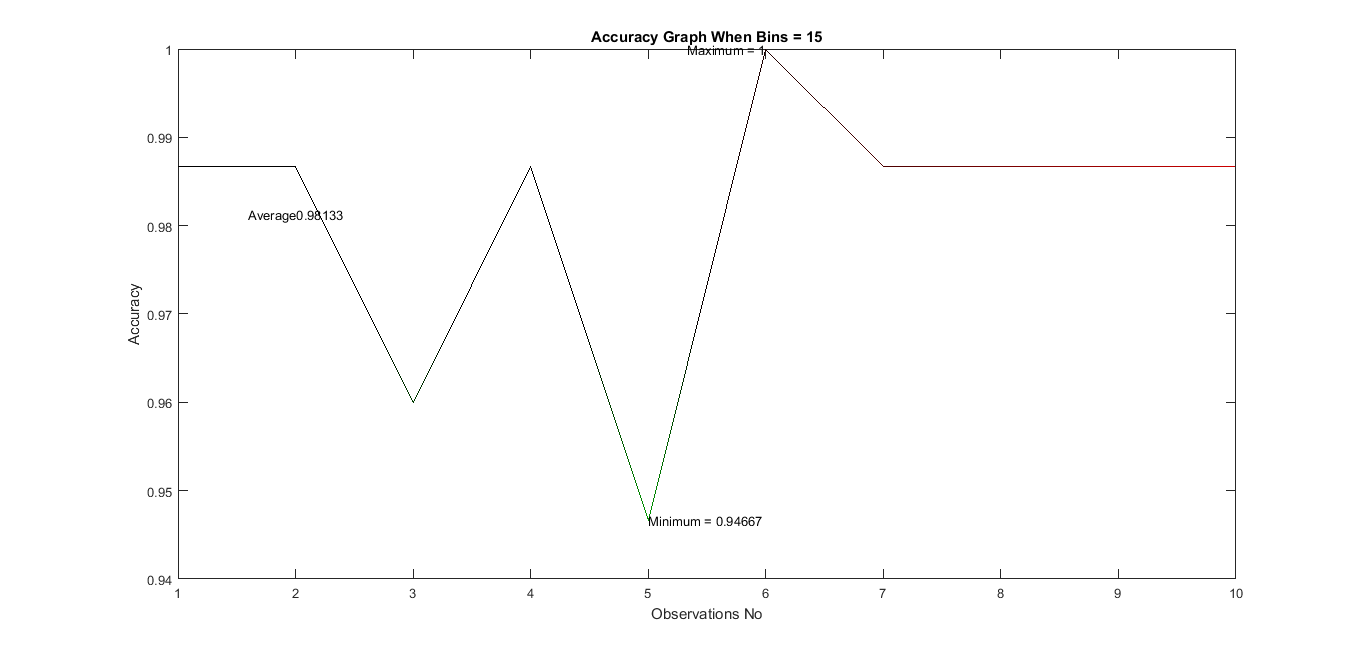 Accuracy Graph When Bins = 15
Maximum = 1
1
0.99
0.98
0.97
0.96
0.95
0.94
Average0.98133
Minimum = 0.94667
Accuracy
1 2 3 4 5 6 7 8 9 10
Observations No